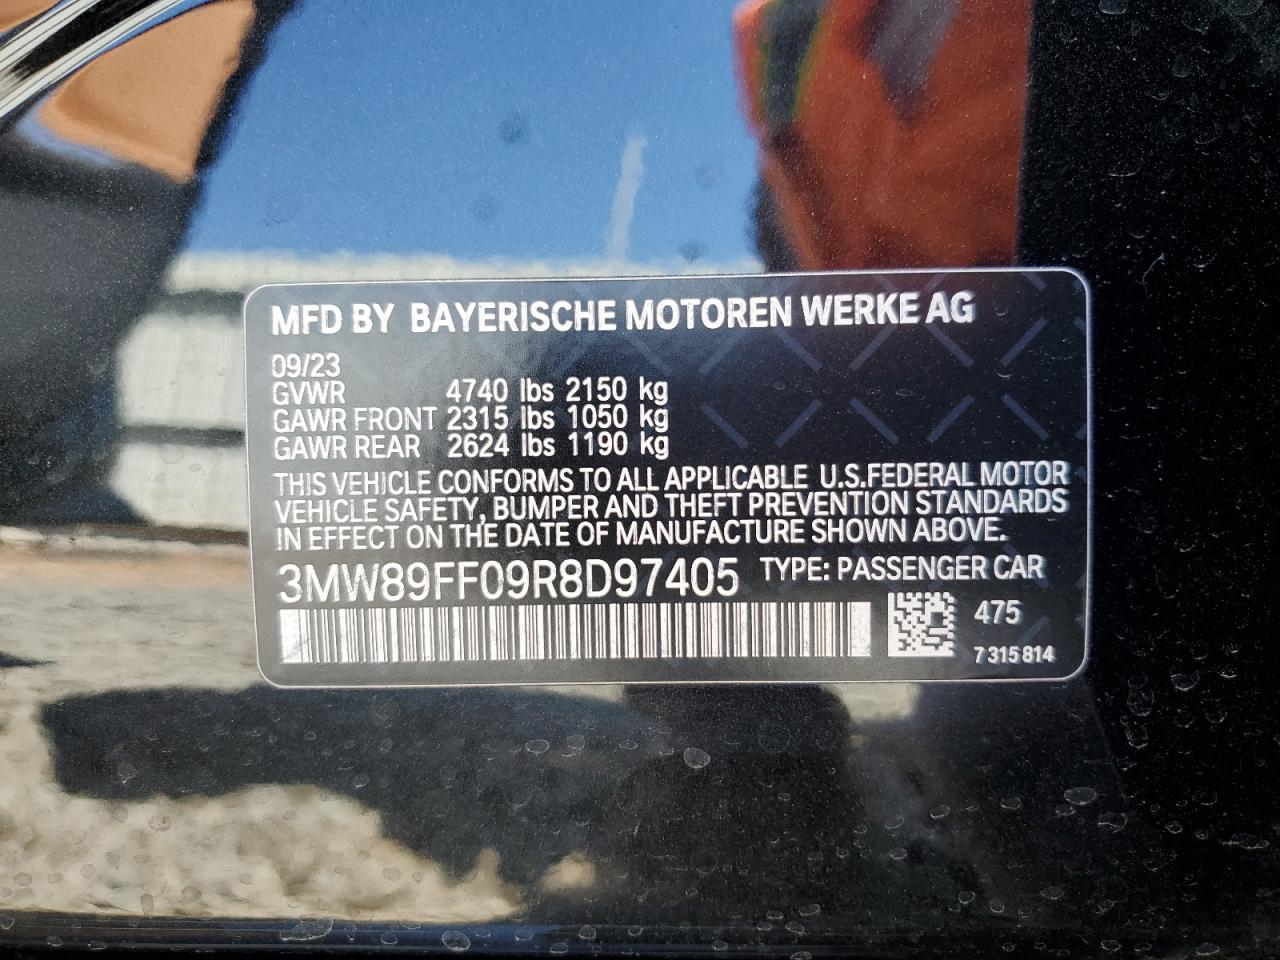 MFD BY BAYERISCHE MOTOREN WERKE AG
09/23
GVWR 4740 lbs 2150 kg
GAWR FRONT 2315 lbs 1050 kg
GAWR REAR 2624 lbs 1190 kg
THIS VEHICLE CONFORMS TO ALL APPLICABLE U.S.FEDERAL MOTOR
VEHICLE SAFETY, BUMPER AND THEFT PREVENTION STANDARDS
IN EFFECT ON THE DATE OF MANUFACTURE SHOWN ABOVE.
3MW89FF09R8D97405 TYPE: PASSENGER CAR
475
7 315 814